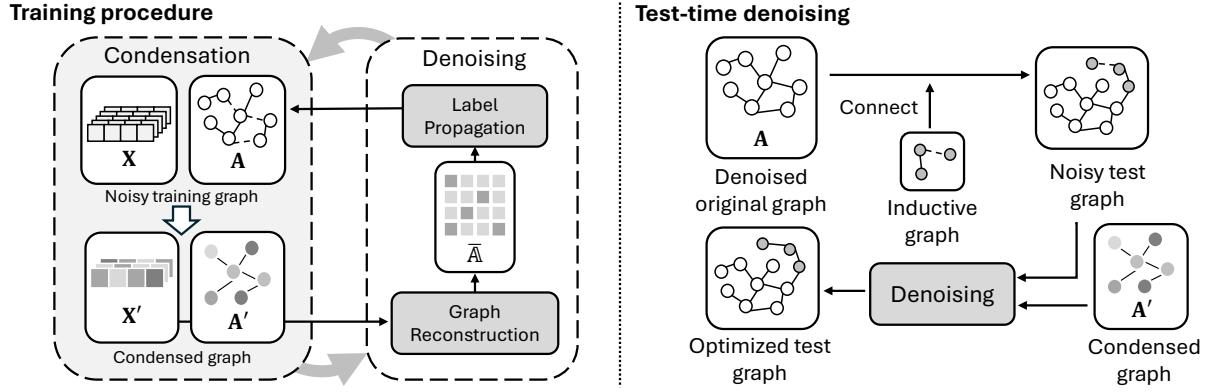 Training procedure
Condensation
X
A
Noisy training graph
X′
A′
Condensed graph
Denoising
Label
Propagation
𝔸̅
Graph
Reconstruction
Test-time denoising
A
Denoised
original graph
Connect
Inductive
graph
Noisy test
graph
Optimized test
graph
Denoising
A′
Condensed
graph